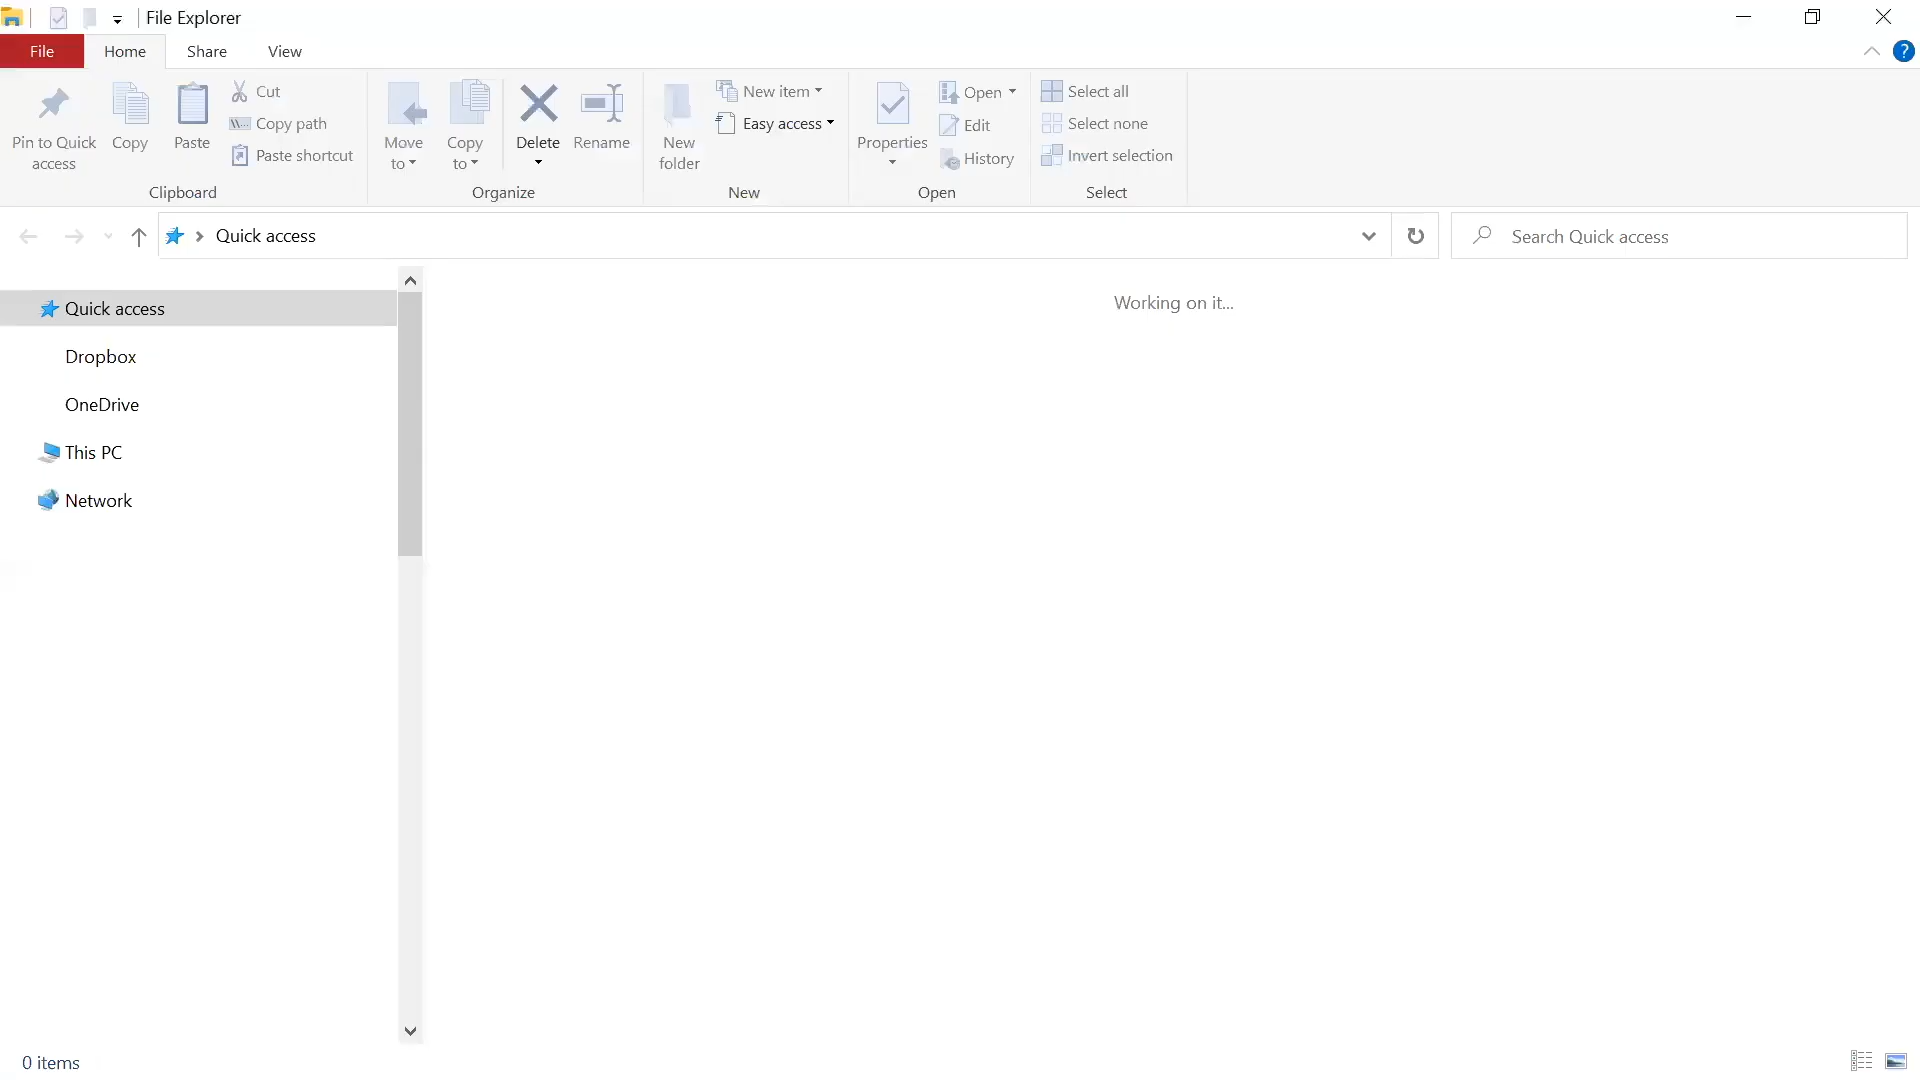 File Explorer
File
Home
Share
View
Pin to Quick
access
Copy
Paste
Cut
Copy path
Paste shortcut
Clipboard
Move
to
Copy
to
Delete
Rename
Organize
New
folder
New item
Easy access
New
Properties
Open
Edit
History
Open
Select all
Select none
Invert selection
Select
Quick access
Search Quick access
Quick access
Dropbox
OneDrive
This PC
Network
Working on it...
0 items